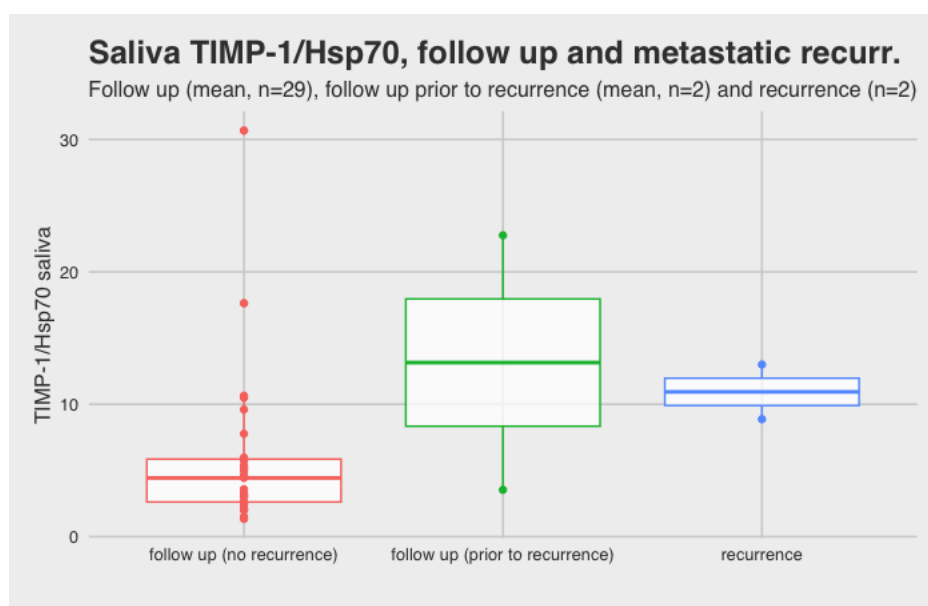 Saliva TIMP-1/Hsp70, follow up and metastatic recurr.
Follow up (mean, n=29), follow up prior to recurrence (mean, n=2) and recurrence (n=2)
TIMP-1/Hsp70 saliva
30
20
10
0
follow up (no recurrence)
follow up (prior to recurrence)
recurrence